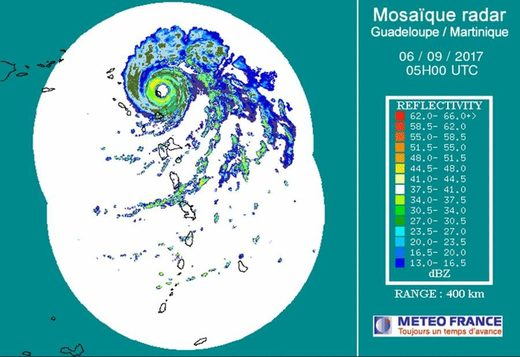 Mosaïque radar
Guadeloupe / Martinique
06 / 09 / 2017
05H00 UTC
REFLECTIVITY
62.0- 66.0+>
58.5- 62.0
55.0- 58.5
51.5- 55.0
48.0- 51.5
44.5- 48.0
41.0- 44.5
37.5- 41.0
34.0- 37.5
30.5- 34.0
27.0- 30.5
23.5- 27.0
20.0- 23.5
16.5- 20.0
13.0- 16.5
dBZ
RANGE : 400 km
METEO FRANCE
Toujours un temps d'avance